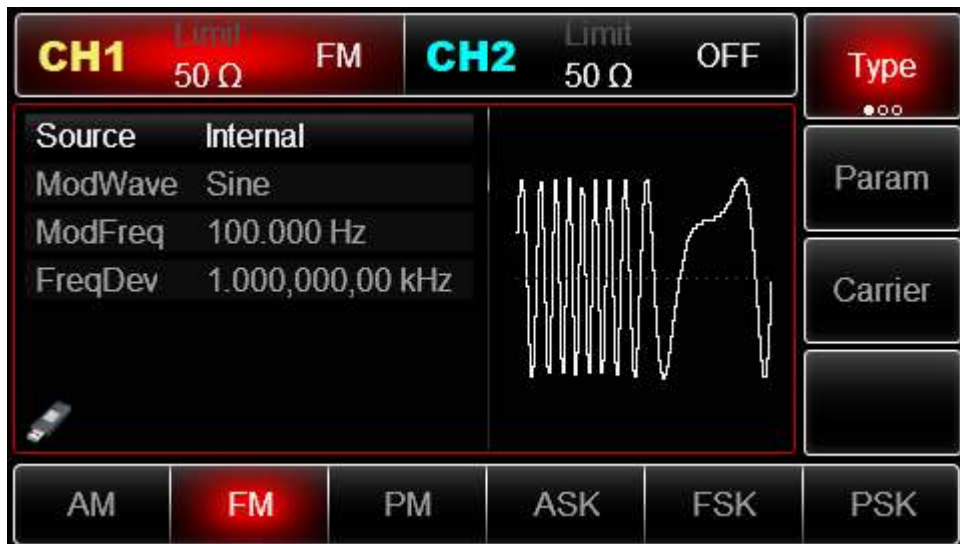 CH1 Limit 50 Ω FM
CH2 Limit 50 Ω OFF
Type
Source Internal
ModWave Sine
ModFreq 100.000 Hz
FreqDev 1.000,000,00 kHz
Param
Carrier
AM FM PM ASK FSK PSK